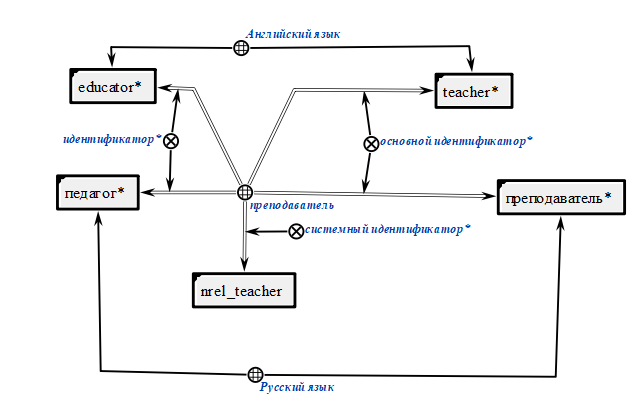 Английский язык
educator*
teacher*
идентификатор*
основной идентификатор*
педагог*
преподаватель
преподаватель*
системный идентификатор*
nrel_teacher
Русский язык